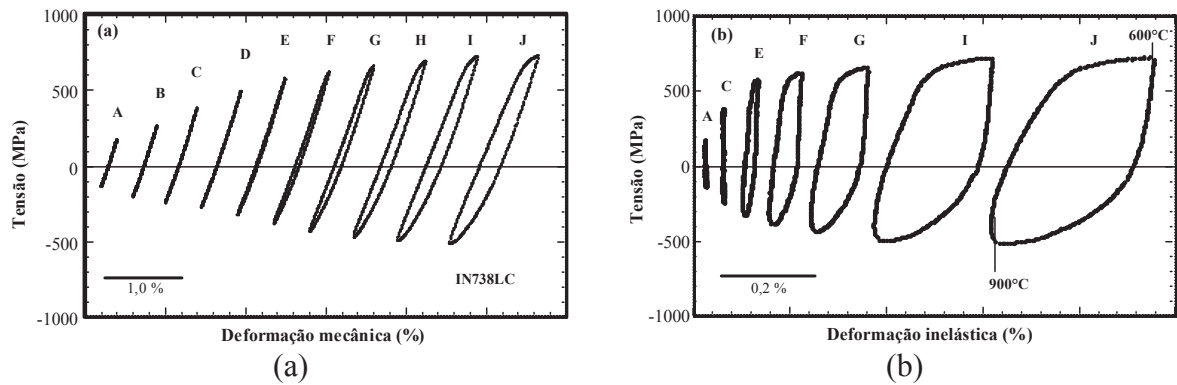 (a)
A B C D E F G H I J
1000
500
0
-500
-1000
Tensão (MPa)
1,0 %
IN738LC
Deformação mecânica (%)
(a)
(b)
A C E F G I J
600°C
1000
500
0
-500
-1000
Tensão (MPa)
0,2 %
900°C
Deformação inelástica (%)
(b)